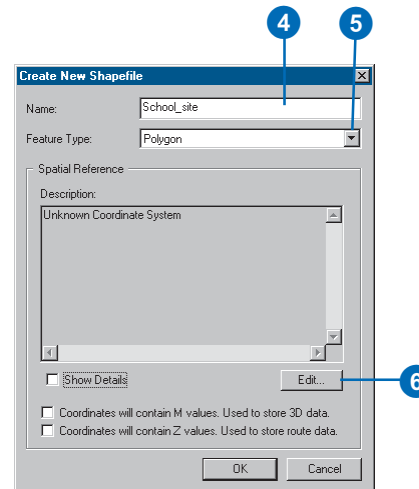 4 5
Create New Shapefile
Name: School_site
Feature Type: Polygon
Spatial Reference
Description:
Unknown Coordinate System
Show Details Edit... 6
Coordinates will contain M values. Used to store 3D data.
Coordinates will contain Z values. Used to store route data.
OK Cancel